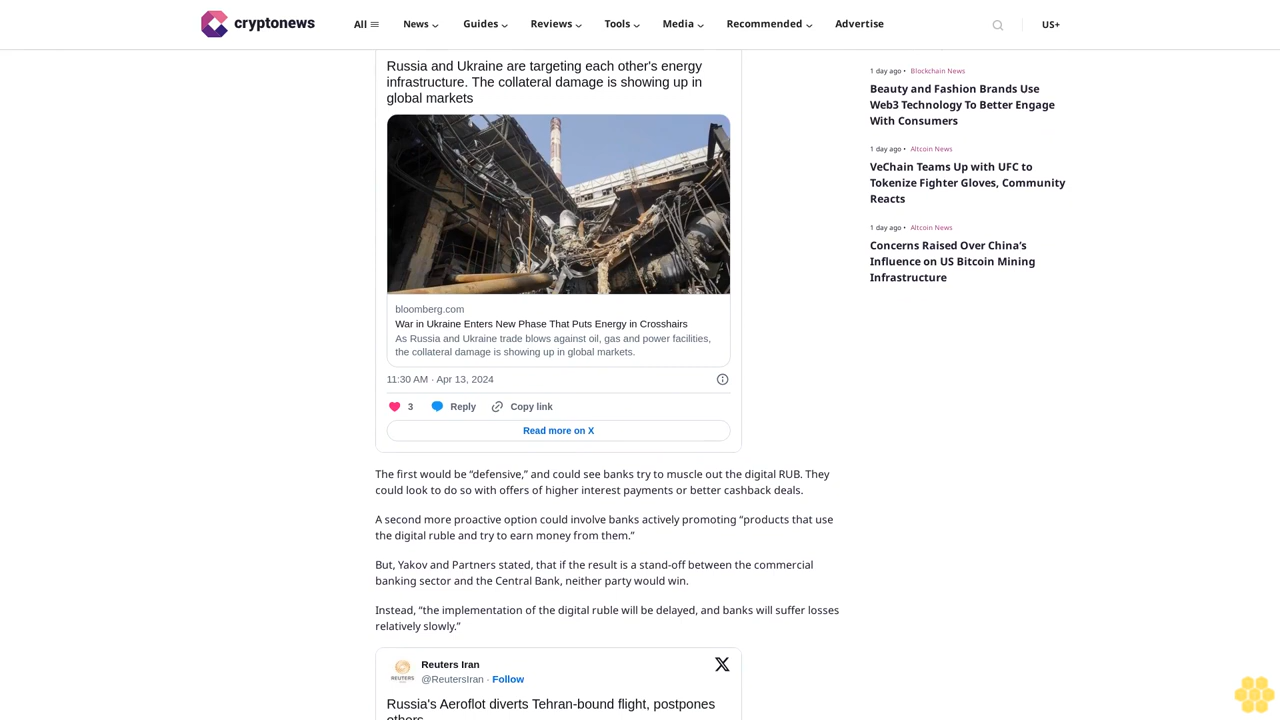 cryptonews
All
News
Guides
Reviews
Tools
Media
Recommended
Advertise
US+
Russia and Ukraine are targeting each other's energy
infrastructure. The collateral damage is showing up in
global markets
bloomberg.com
War in Ukraine Enters New Phase That Puts Energy in Crosshairs
As Russia and Ukraine trade blows against oil, gas and power facilities,
the collateral damage is showing up in global markets.
11:30 AM · Apr 13, 2024
3
Reply
Copy link
Read more on X
The first would be “defensive,” and could see banks try to muscle out the digital RUB. They
could look to do so with offers of higher interest payments or better cashback deals.
A second more proactive option could involve banks actively promoting “products that use
the digital ruble and try to earn money from them.”
But, Yakov and Partners stated, that if the result is a stand-off between the commercial
banking sector and the Central Bank, neither party would win.
Instead, “the implementation of the digital ruble will be delayed, and banks will suffer losses
relatively slowly.”
REUTERS
Reuters Iran
@ReutersIran · Follow
Russia's Aeroflot diverts Tehran-bound flight, postpones
others
1 day ago • Blockchain News
Beauty and Fashion Brands Use
Web3 Technology To Better Engage
With Consumers
1 day ago • Altcoin News
VeChain Teams Up with UFC to
Tokenize Fighter Gloves, Community
Reacts
1 day ago • Altcoin News
Concerns Raised Over China’s
Influence on US Bitcoin Mining
Infrastructure